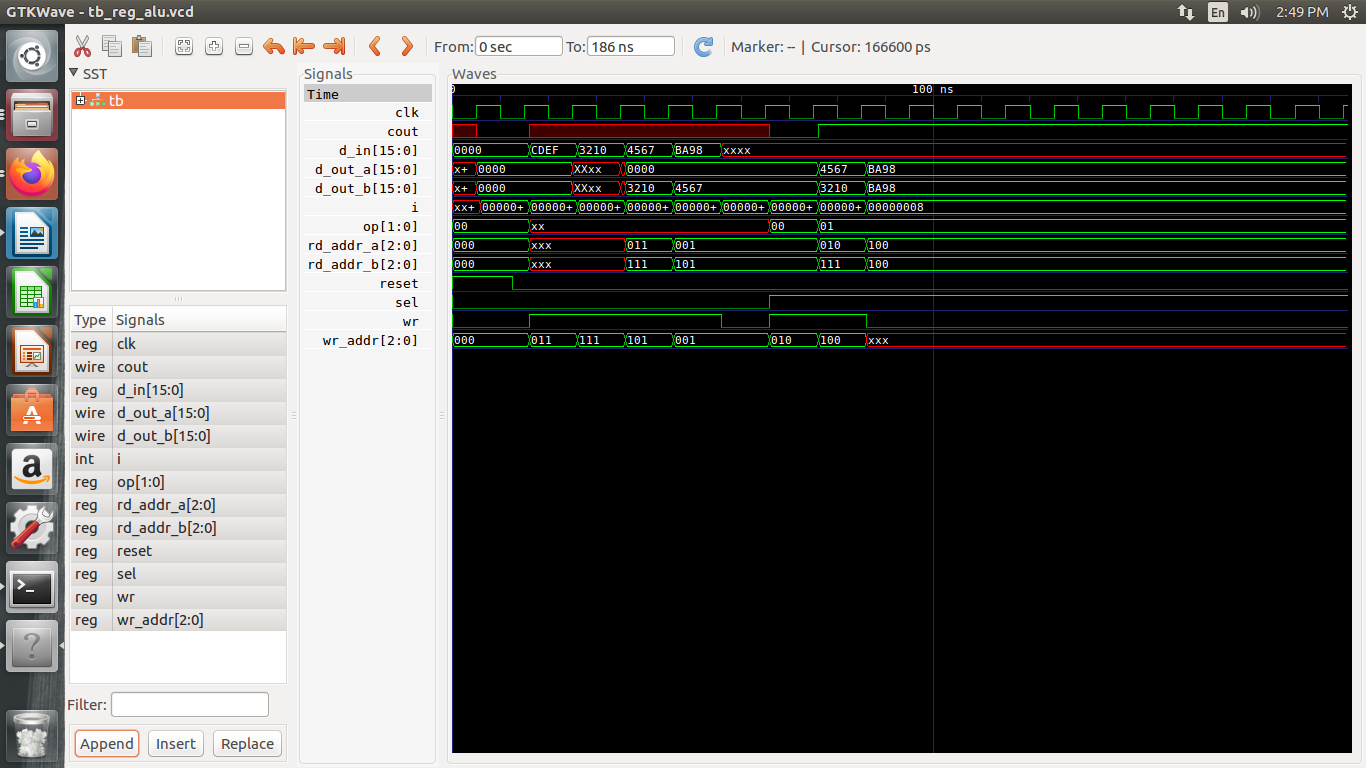 GTKWave - tb_reg_alu.vcd En 2:49 PM
From: 0 sec To: 186 ns Marker: -- | Cursor: 166600 ps
SST
tb
Type Signals
reg clk
wire cout
reg d_in[15:0]
wire d_out_a[15:0]
wire d_out_b[15:0]
int i
reg op[1:0]
reg rd_addr_a[2:0]
reg rd_addr_b[2:0]
reg reset
reg sel
reg wr
reg wr_addr[2:0]
Filter:
Append Insert Replace
Signals
Time
clk
cout
d_in[15:0]
d_out_a[15:0]
d_out_b[15:0]
i
op[1:0]
rd_addr_a[2:0]
rd_addr_b[2:0]
reset
sel
wr
wr_addr[2:0]
Waves
0 100 ns
0000 CDEF 3210 4567 BA98 xxxx
x+ 0000 XXxx 0000 4567 BA98
x+ 0000 XXxx 3210 4567 3210 BA98
xx+ 00000+ 00000+ 00000+ 00000+ 00000+ 00000+ 00000+ 00000+ 00000008
00 xx 00 01
000 xxx 011 001 010 100
000 xxx 111 101 111 100
000 011 111 101 001 010 100 xxx